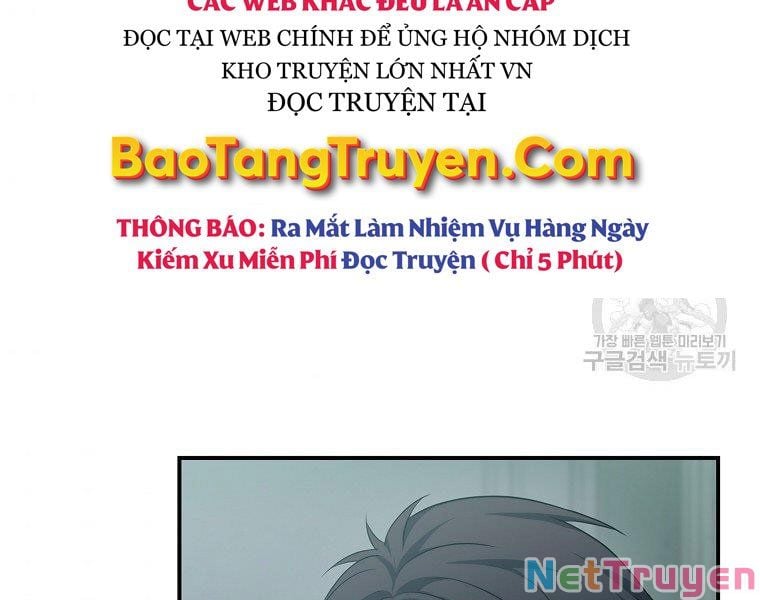 CÁC WEB KHÁC ĐỀU LÀ ĂN CẮP
ĐỌC TẠI WEB CHÍNH ĐỂ ỦNG HỘ NHÓM DỊCH
KHO TRUYỆN LỚN NHẤT VN
ĐỌC TRUYỆN TẠI
BaoTangTruyen.Com
THÔNG BÁO: Ra Mắt Làm Nhiệm Vụ Hàng Ngày
Kiếm Xu Miễn Phí Đọc Truyện ( Chỉ 5 Phút)
가장 빠른 웹툰 미리보기
구글검색 뉴토끼
NetTruyen